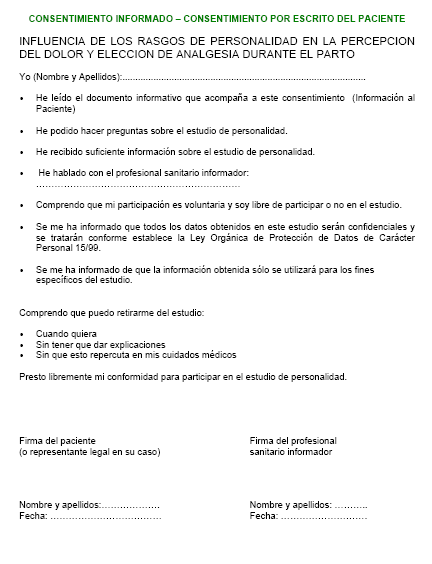 CONSENTIMIENTO INFORMADO – CONSENTIMIENTO POR ESCRITO DEL PACIENTE
INFLUENCIA DE LOS RASGOS DE PERSONALIDAD EN LA PERCEPCION
DEL DOLOR Y ELECCION DE ANALGESIA DURANTE EL PARTO
Yo (Nombre y Apellidos):....................................................................................
• He leído el documento informativo que acompaña a este consentimiento (Información al
Paciente)
• He podido hacer preguntas sobre el estudio de personalidad.
• He recibido suficiente información sobre el estudio de personalidad.
• He hablado con el profesional sanitario informador:
…………………………………………………………
• Comprendo que mi participación es voluntaria y soy libre de participar o no en el estudio.
• Se me ha informado que todos los datos obtenidos en este estudio serán confidenciales y
se tratarán conforme establece la Ley Orgánica de Protección de Datos de Carácter
Personal 15/99.
• Se me ha informado de que la información obtenida sólo se utilizará para los fines
específicos del estudio.
Comprendo que puedo retirarme del estudio:
• Cuando quiera
• Sin tener que dar explicaciones
• Sin que esto repercuta en mis cuidados médicos
Presto libremente mi conformidad para participar en el estudio de personalidad.
Firma del paciente Firma del profesional
(o representante legal en su caso) sanitario informador
Nombre y apellidos:………………. Nombre y apellidos: ………..
Fecha: ……………………………… Fecha: ……………………….